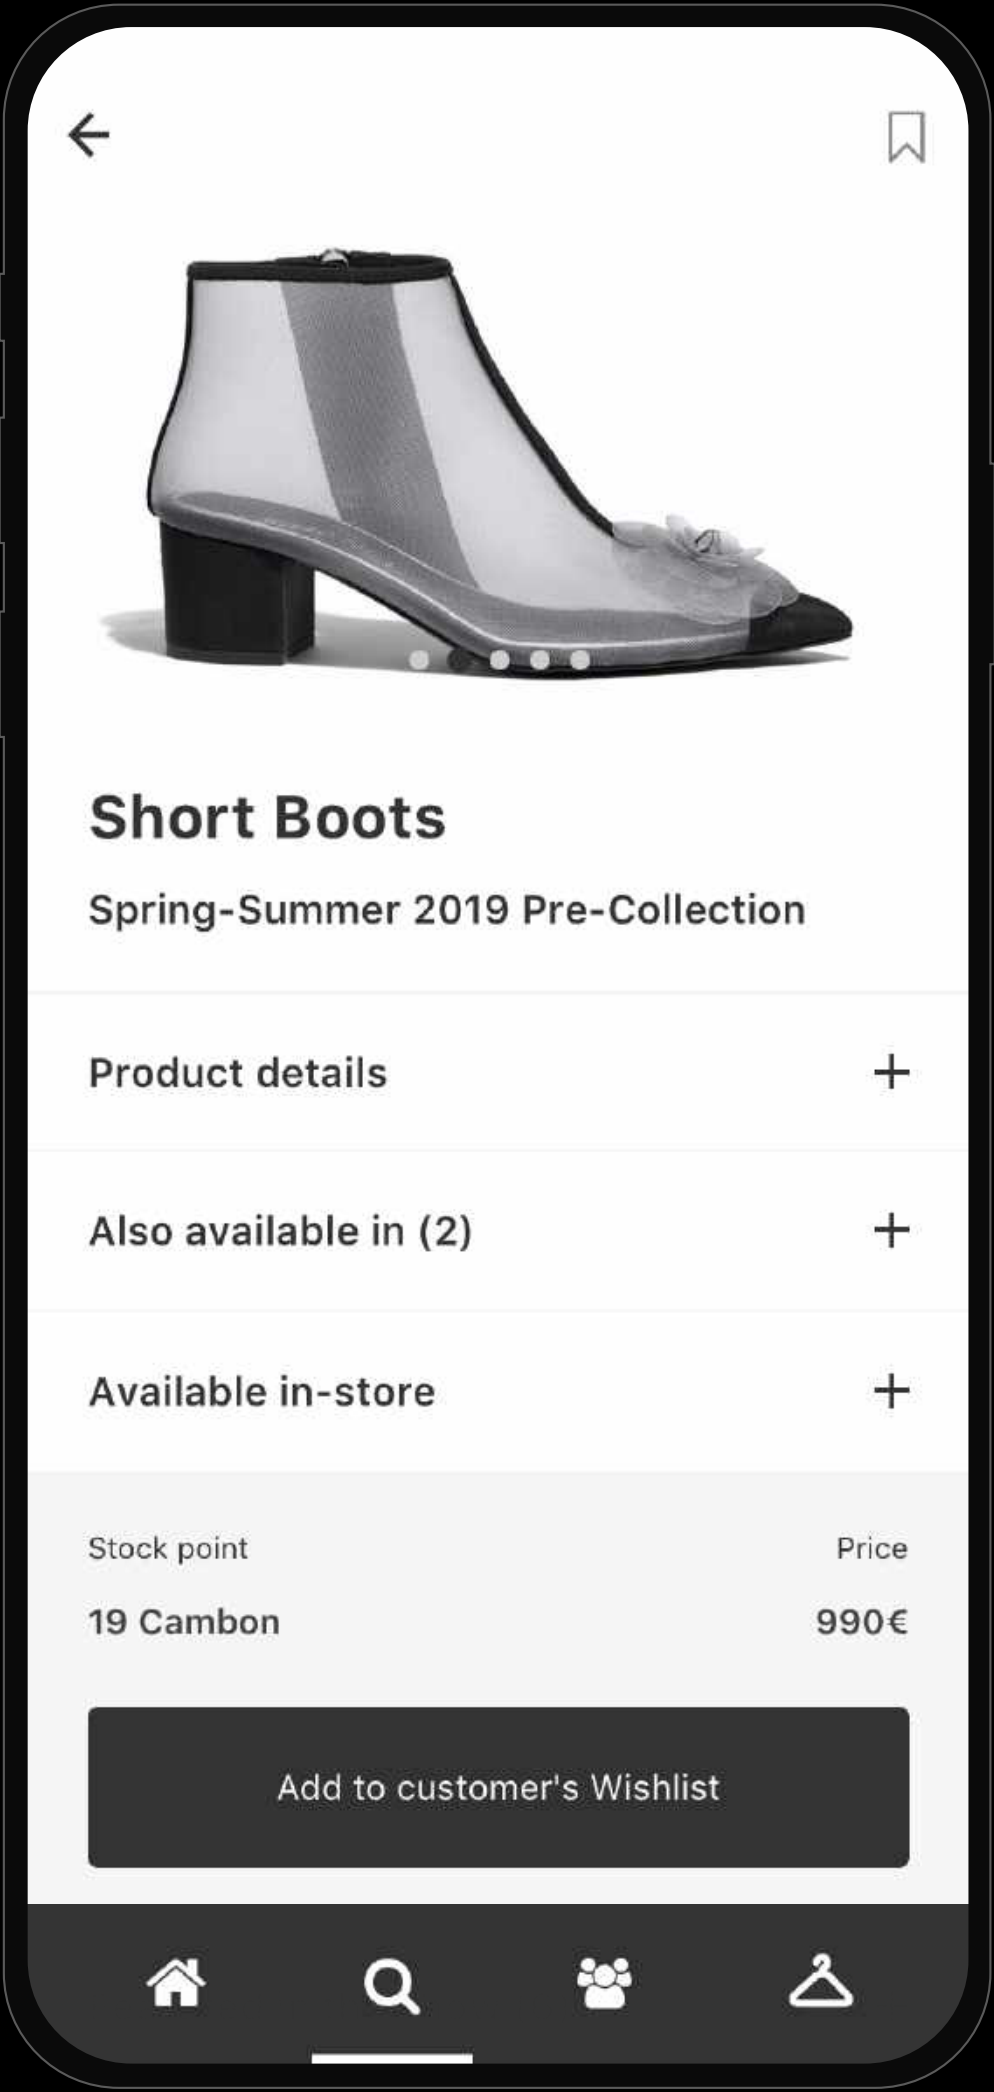 Short Boots
Spring-Summer 2019 Pre-Collection
Product details
Also available in (2)
Available in-store
Stock point
Price
19 Cambon
990€
Add to customer's Wishlist